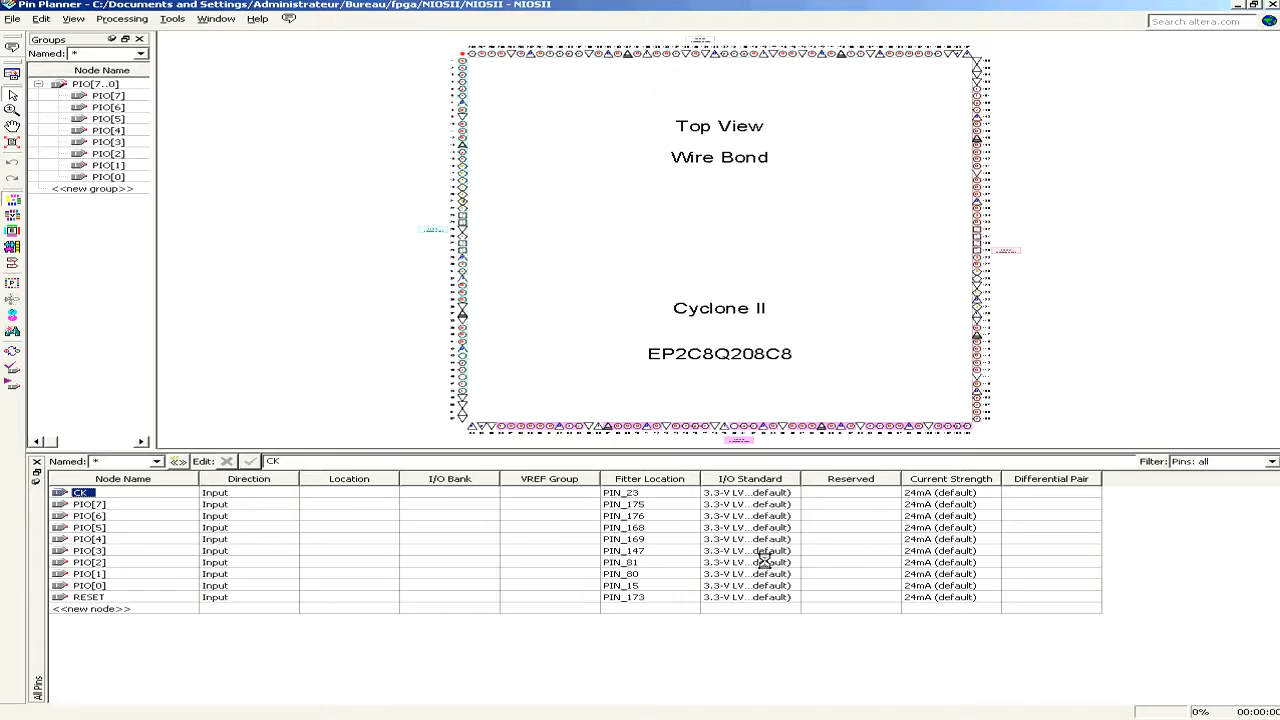 Pin Planner - C:/Documents and Settings/Administrateur/Bureau/fpga/NIOSII/NIOSII - NIOSII
File Edit View Processing Tools Window Help
Search altera.com
Groups
Named: *
Node Name
PIO[7..0]
PIO[7]
PIO[6]
PIO[5]
PIO[4]
PIO[3]
PIO[2]
PIO[1]
PIO[0]
<<new group>>
Top View
Wire Bond
Cyclone II
EP2C8Q208C8
Named: * Edit: CK Filter: Pins: all
Node Name Direction Location I/O Bank VREF Group Fitter Location I/O Standard Reserved Current Strength Differential Pair
CK Input PIN_23 3.3-V LV...default) 24mA (default)
PIO[7] Input PIN_175 3.3-V LV...default) 24mA (default)
PIO[6] Input PIN_176 3.3-V LV...default) 24mA (default)
PIO[5] Input PIN_168 3.3-V LV...default) 24mA (default)
PIO[4] Input PIN_169 3.3-V LV...default) 24mA (default)
PIO[3] Input PIN_147 3.3-V LV...default) 24mA (default)
PIO[2] Input PIN_81 3.3-V LV...default) 24mA (default)
PIO[1] Input PIN_80 3.3-V LV...default) 24mA (default)
PIO[0] Input PIN_15 3.3-V LV...default) 24mA (default)
RESET Input PIN_173 3.3-V LV...default) 24mA (default)
<<new node>>
All Pins
0% 00:00:00